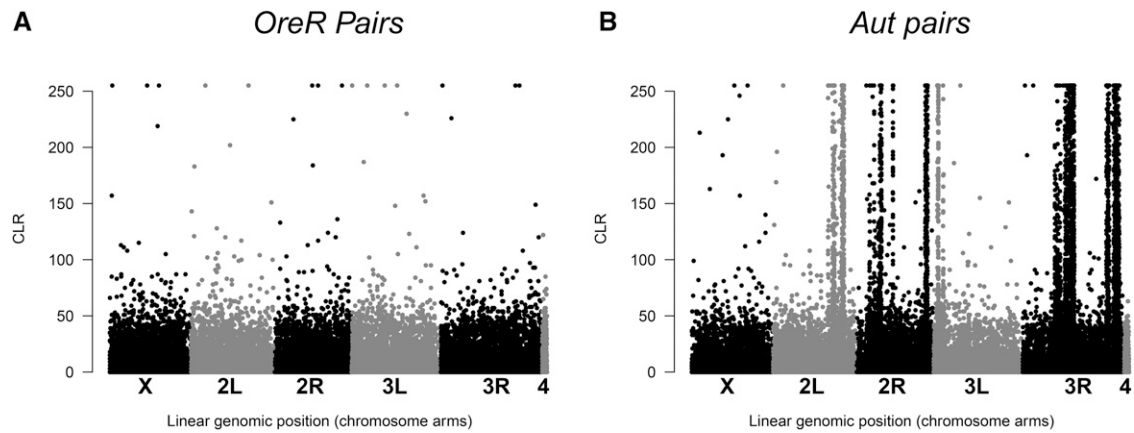 A
OreR Pairs
250
200
150
100
50
0
CLR
X 2L 2R 3L 3R 4
Linear genomic position (chromosome arms)
B
Aut pairs
250
200
150
100
50
0
CLR
X 2L 2R 3L 3R 4
Linear genomic position (chromosome arms)